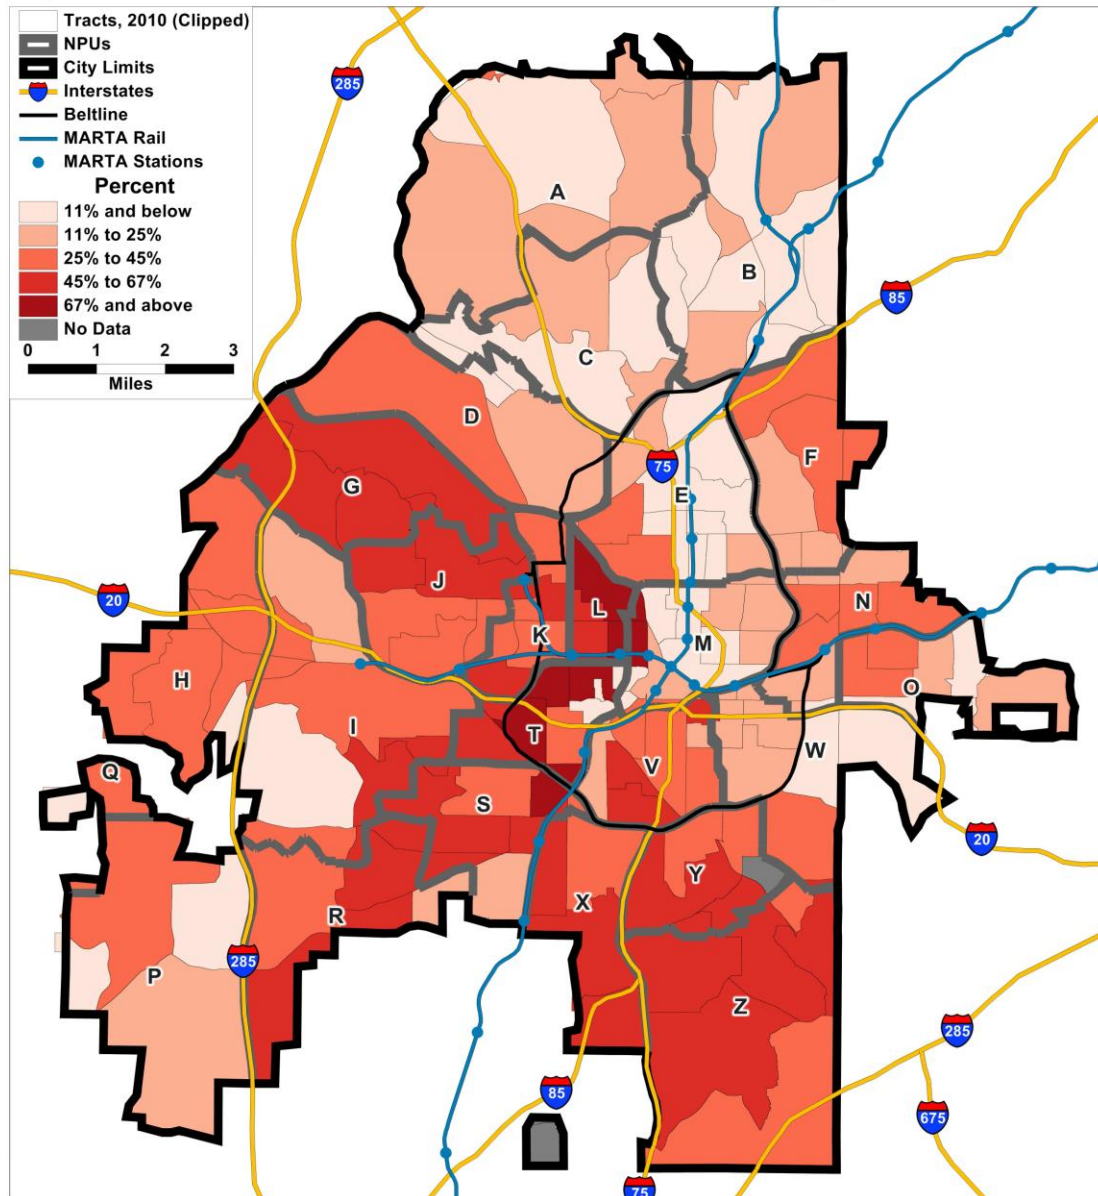 Tracts, 2010 (Clipped)
NPUs
City Limits
Interstates
Beltline
MARTA Rail
MARTA Stations
Percent
11% and below
11% to 25%
25% to 45%
45% to 67%
67% and above
No Data
0 1 2 3
Miles
285
A
B
85
C
D
75
F
G
E
20
J
L
K
N
M
H
O
I
T
W
Q
V
S
20
Y
X
R
285
P
Z
285
85
675
75